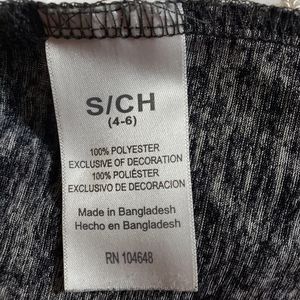 S/CH
(4-6)
100% POLYESTER
EXCLUSIVE OF DECORATION
100% POLIÉSTER
EXCLUSIVO DE DECORACION
Made in Bangladesh
Hecho en Bangladesh
RN 104648